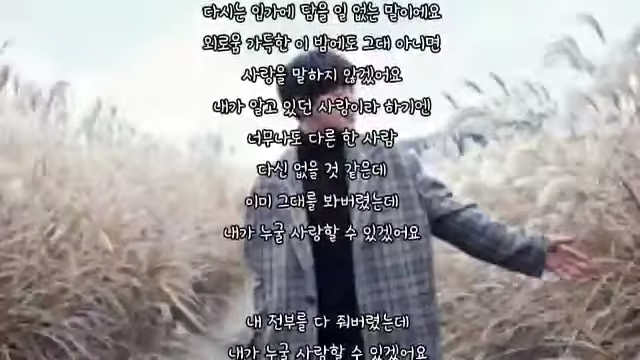 다시는 입가에 담을 일 없는 말이에요
외로움 가득한 이 밤에도 그대 아니면
사랑을 말하지 않겠어요
내가 알고 있던 사랑이라 하기엔
너무나도 다른 한 사람
다신 없을 것 같은데
이미 그대를 봐버렸는데
내가 누굴 사랑할 수 있겠어요
내 전부를 다 줘버렸는데
내가 누굴 사랑할 수 있겠어요